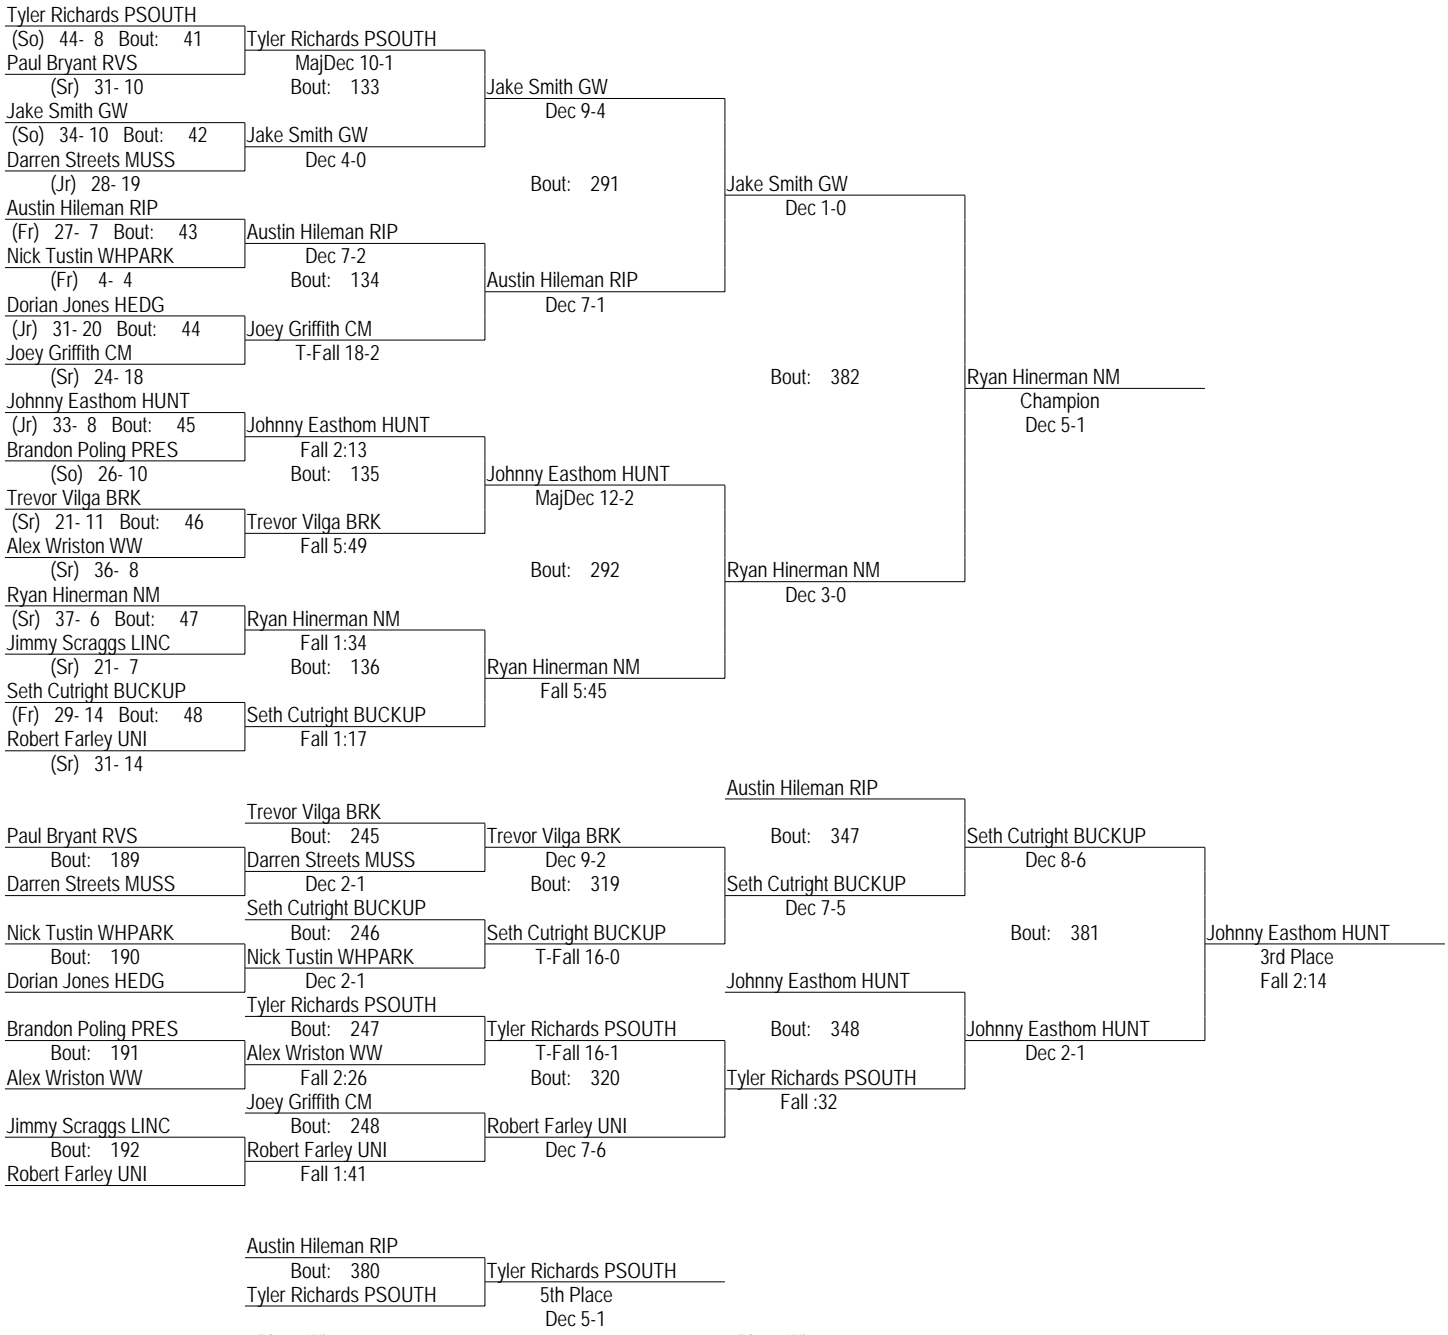 Tyler Richards PSOUTH
(So) 44- 8 Bout: 41 Tyler Richards PSOUTH
Paul Bryant RVS MajDec 10-1
(Sr) 31- 10 Bout: 133 Jake Smith GW
Jake Smith GW Dec 9-4
(So) 34- 10 Bout: 42 Jake Smith GW
Darren Streets MUSS Dec 4-0
(Jr) 28- 19 Bout: 291 Jake Smith GW
Austin Hileman RIP Dec 1-0
(Fr) 27- 7 Bout: 43 Austin Hileman RIP
Nick Tustin WHPARK Dec 7-2
(Fr) 4- 4 Bout: 134 Austin Hileman RIP
Dorian Jones HEDG Dec 7-1
(Jr) 31- 20 Bout: 44 Joey Griffith CM
Joey Griffith CM T-Fall 18-2
(Sr) 24- 18 Bout: 382 Ryan Hinerman NM
Johnny Easthom HUNT Champion
(Jr) 33- 8 Bout: 45 Johnny Easthom HUNT Dec 5-1
Brandon Poling PRES Fall 2:13
(So) 26- 10 Bout: 135 Johnny Easthom HUNT
Trevor Vilga BRK MajDec 12-2
(Sr) 21- 11 Bout: 46 Trevor Vilga BRK
Alex Wriston WW Fall 5:49
(Sr) 36- 8 Bout: 292 Ryan Hinerman NM
Ryan Hinerman NM Dec 3-0
(Sr) 37- 6 Bout: 47 Ryan Hinerman NM
Jimmy Scraggs LINC Fall 1:34
(Sr) 21- 7 Bout: 136 Ryan Hinerman NM
Seth Cutright BUCKUP Fall 5:45
(Fr) 29- 14 Bout: 48 Seth Cutright BUCKUP
Robert Farley UNI Fall 1:17
(Sr) 31- 14
Austin Hileman RIP
Trevor Vilga BRK
Paul Bryant RVS Bout: 245 Trevor Vilga BRK Bout: 347 Seth Cutright BUCKUP
Bout: 189 Darren Streets MUSS Dec 9-2 Dec 8-6
Darren Streets MUSS Dec 2-1 Bout: 319 Seth Cutright BUCKUP
Seth Cutright BUCKUP Dec 7-5
Nick Tustin WHPARK Bout: 246 Seth Cutright BUCKUP Bout: 381 Johnny Easthom HUNT
Bout: 190 Nick Tustin WHPARK T-Fall 16-0 3rd Place
Dorian Jones HEDG Dec 2-1 Johnny Easthom HUNT Fall 2:14
Tyler Richards PSOUTH
Brandon Poling PRES Bout: 247 Tyler Richards PSOUTH Bout: 348 Johnny Easthom HUNT
Bout: 191 Alex Wriston WW T-Fall 16-1 Dec 2-1
Alex Wriston WW Fall 2:26 Bout: 320 Tyler Richards PSOUTH
Joey Griffith CM Fall :32
Jimmy Scraggs LINC Bout: 248 Robert Farley UNI
Bout: 192 Robert Farley UNI Dec 7-6
Robert Farley UNI Fall 1:41
Austin Hileman RIP
Bout: 380 Tyler Richards PSOUTH
Tyler Richards PSOUTH 5th Place
Dec 5-1